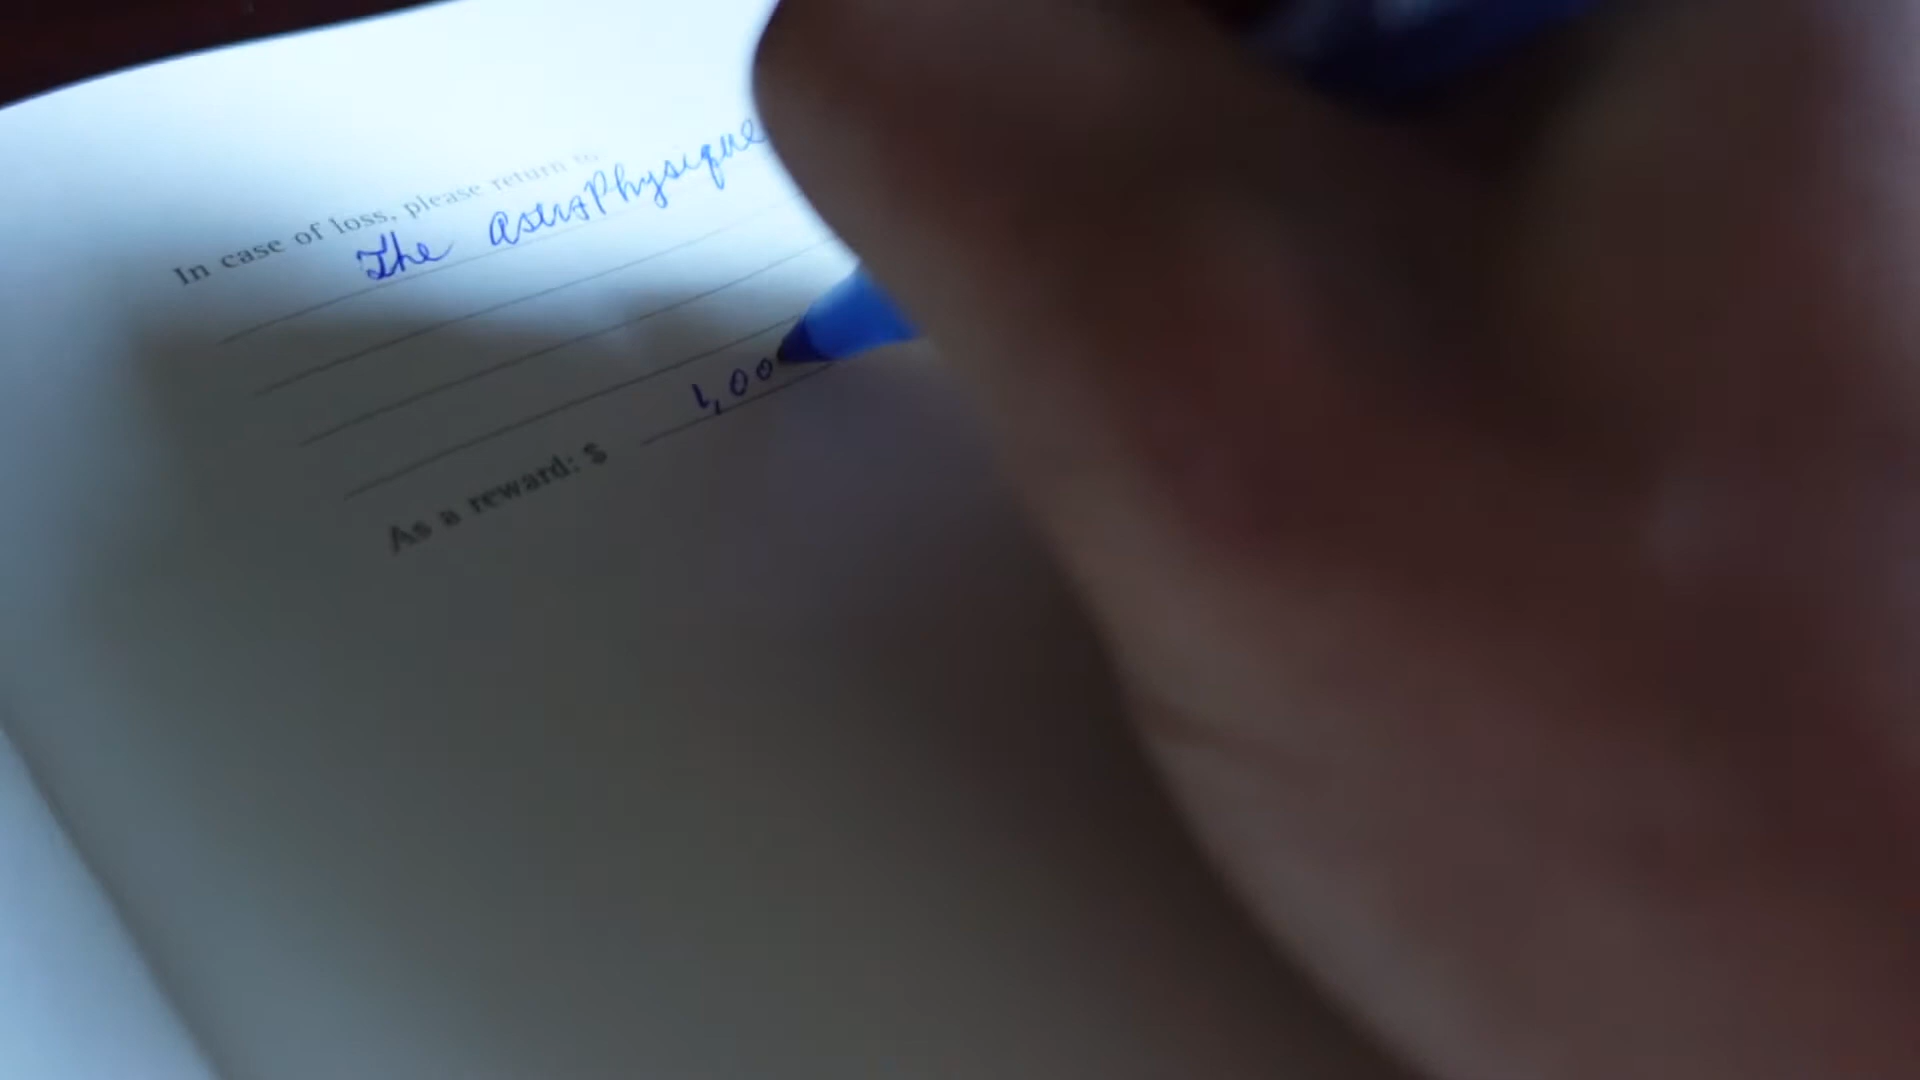 In case of loss, please return to:
The AstroPhysique
As a reward: $ 1,00